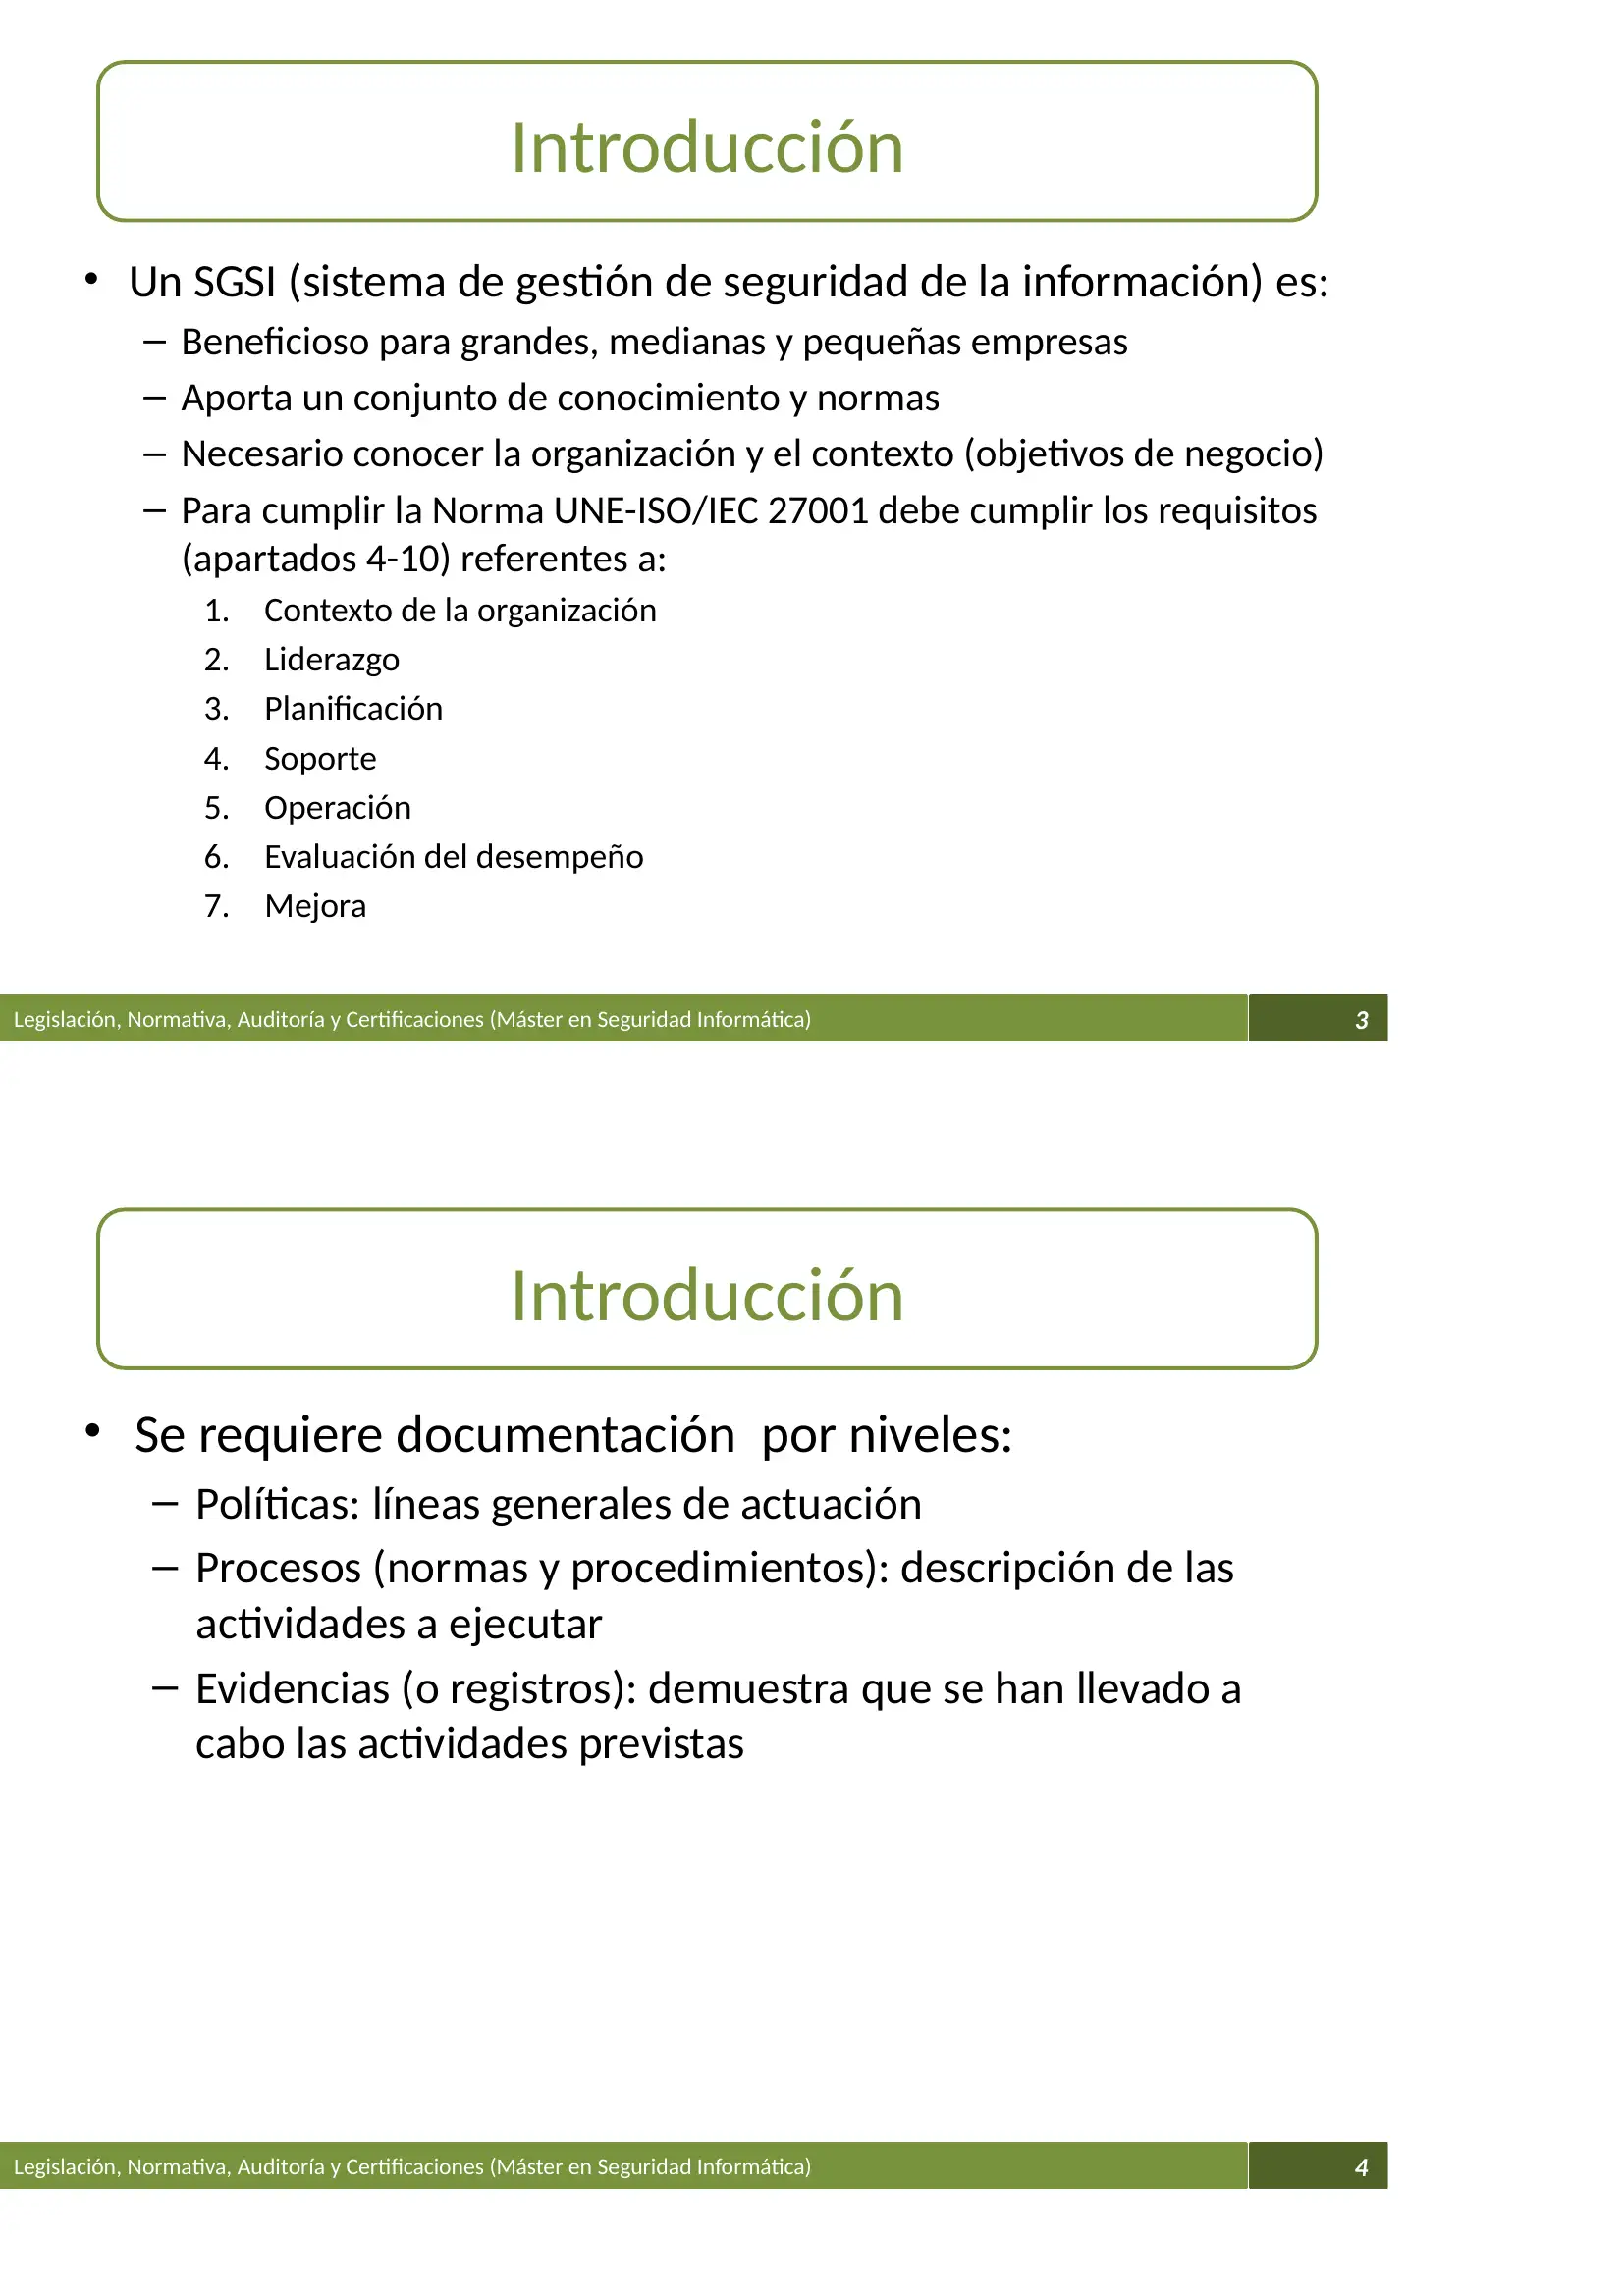 Introducción
• Un SGSI (sistema de gestión de seguridad de la información) es:
– Beneficioso para grandes, medianas y pequeñas empresas
– Aporta un conjunto de conocimiento y normas
– Necesario conocer la organización y el contexto (objetivos de negocio)
– Para cumplir la Norma UNE-ISO/IEC 27001 debe cumplir los requisitos
(apartados 4-10) referentes a:
1. Contexto de la organización
2. Liderazgo
3. Planificación
4. Soporte
5. Operación
6. Evaluación del desempeño
7. Mejora
Legislación, Normativa, Auditoría y Certificaciones (Máster en Seguridad Informática) 3
Introducción
• Se requiere documentación  por niveles:
– Políticas: líneas generales de actuación
– Procesos (normas y procedimientos): descripción de las
actividades a ejecutar
– Evidencias (o registros): demuestra que se han llevado a
cabo las actividades previstas
Legislación, Normativa, Auditoría y Certificaciones (Máster en Seguridad Informática) 4